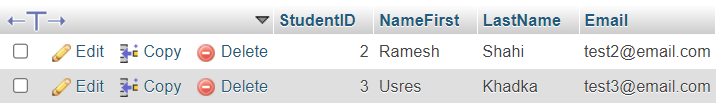 StudentID NameFirst LastName Email
Edit Copy Delete 2 Ramesh Shahi test2@email.com
Edit Copy Delete 3 Usres Khadka test3@email.com